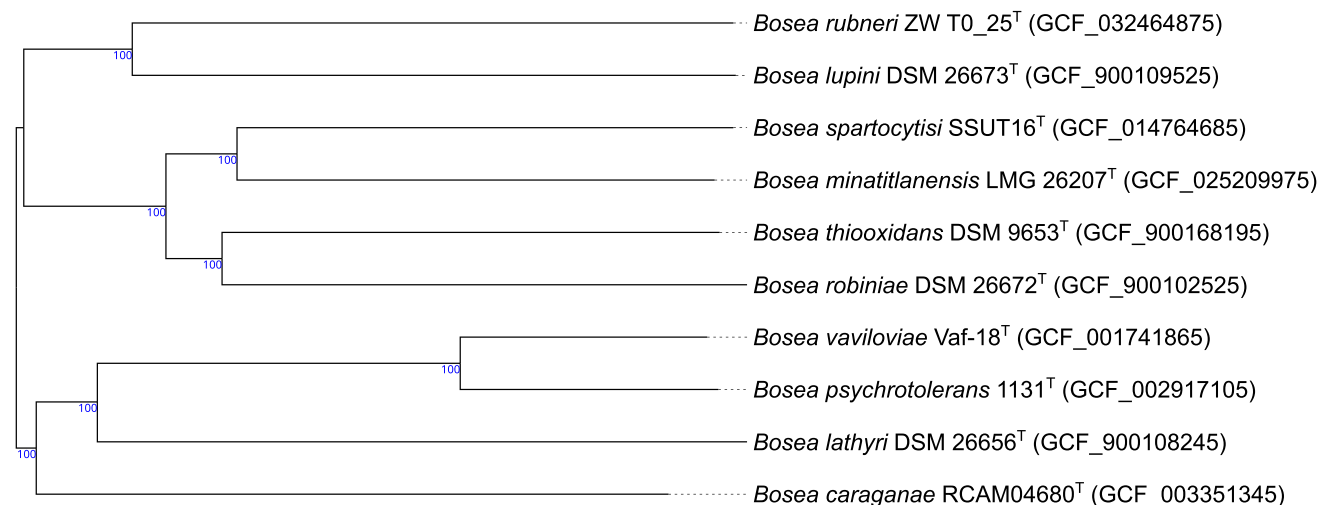 Bosea rubneri ZW T0_25ᵀ (GCF_032464875)
100
Bosea lupini DSM 26673ᵀ (GCF_900109525)
Bosea spartocytisi SSUT16ᵀ (GCF_014764685)
100
Bosea minatitlanensis LMG 26207ᵀ (GCF_025209975)
100
Bosea thiooxidans DSM 9653ᵀ (GCF_900168195)
100
Bosea robiniae DSM 26672ᵀ (GCF_900102525)
Bosea vaviloviae Vaf-18ᵀ (GCF_001741865)
100
Bosea psychrotolerans 1131ᵀ (GCF_002917105)
100
Bosea lathyri DSM 26656ᵀ (GCF_900108245)
100
Bosea caraganae RCAM04680ᵀ (GCF_003351345)